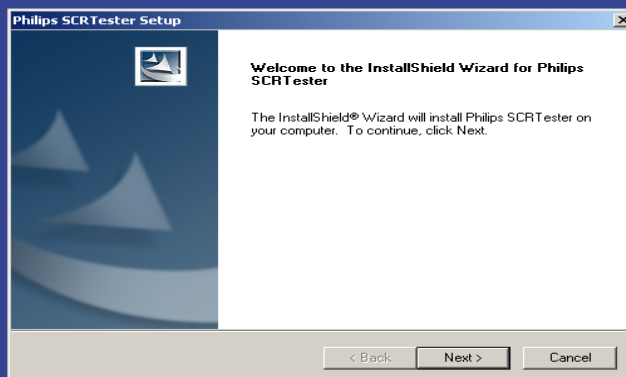 Philips SCRTester Setup
Welcome to the InstallShield Wizard for Philips
SCRTester
The InstallShield® Wizard will install Philips SCRTester on
your computer. To continue, click Next.
< Back
Next >
Cancel